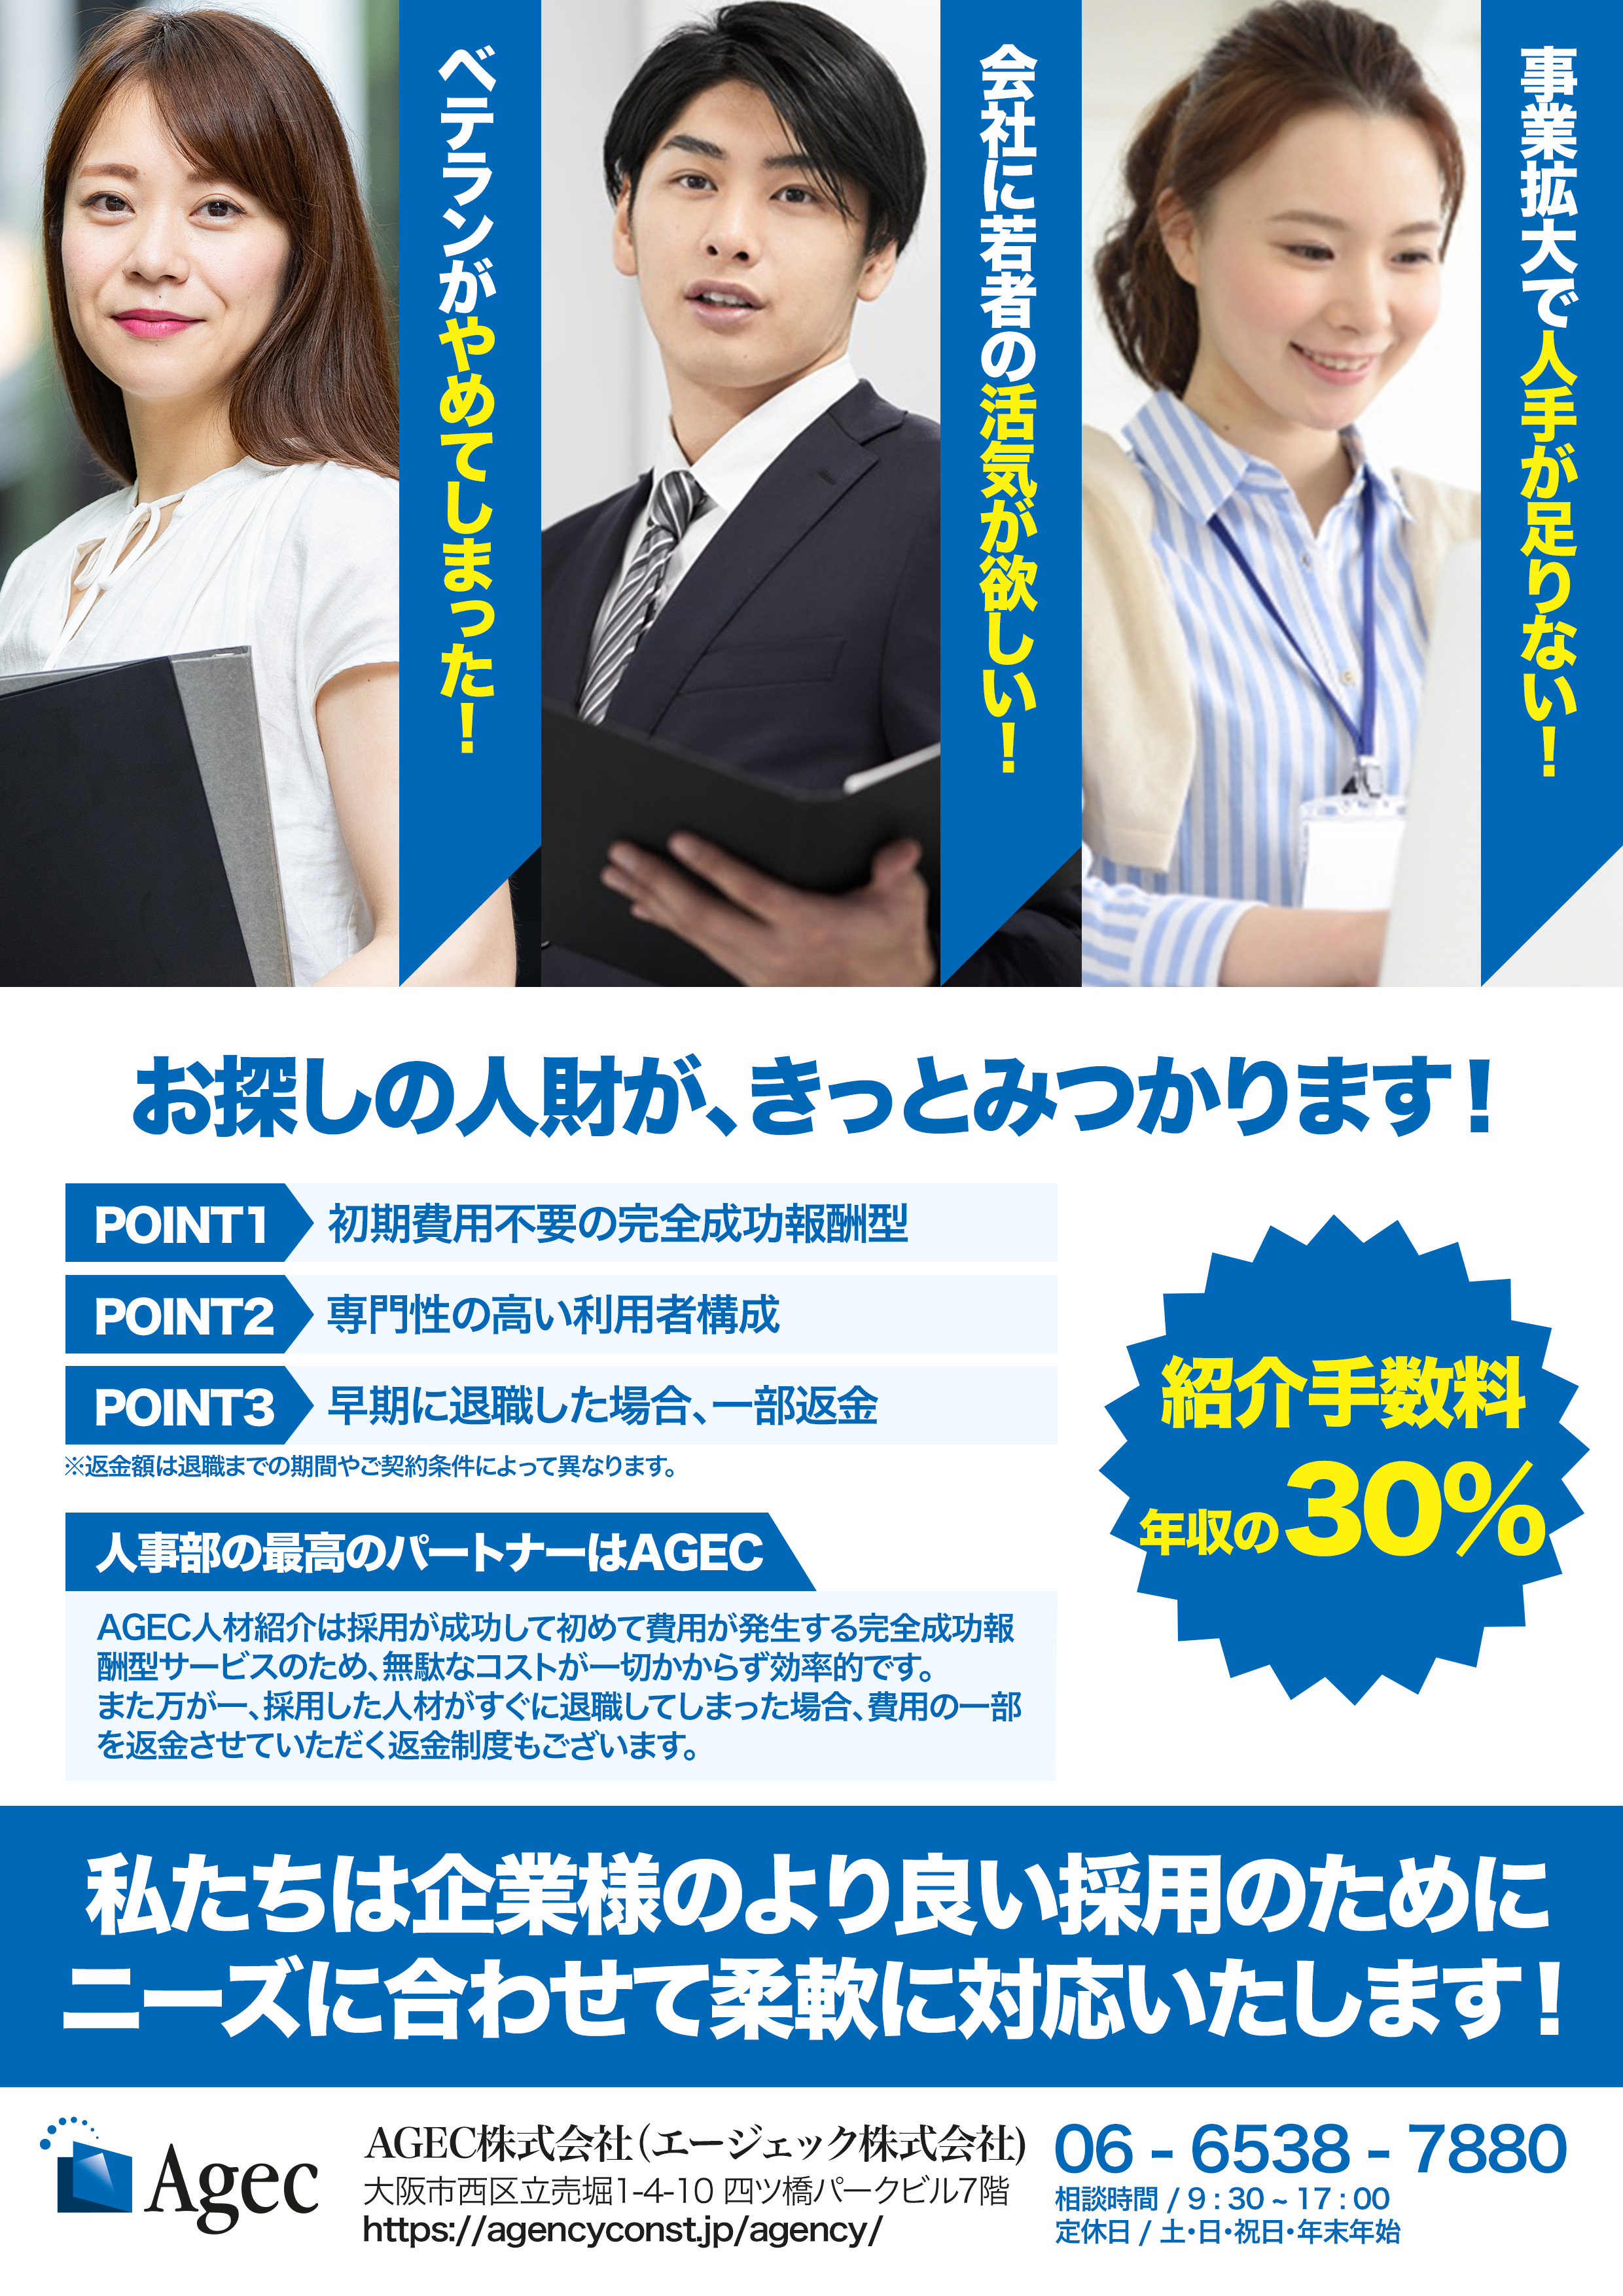 ベテランがやめてしまった！
会社に若者の活気が欲しい！
事業拡大で人手が足りない！
お探しの人財が、きっとみつかります！
POINT1 初期費用不要の完全成功報酬型
POINT2 専門性の高い利用者構成
POINT3 早期に退職した場合、一部返金
※返金額は退職までの期間やご契約条件によって異なります。
紹介手数料
年収の30%
人事部の最高のパートナーはAGEC
AGEC人材紹介は採用が成功して初めて費用が発生する完全成功報
酬型サービスのため、無駄なコストが一切かからず効率的です。
また万が一、採用した人材がすぐに退職してしまった場合、費用の一部
を返金させていただく返金制度もございます。
私たちは企業様のより良い採用のために
ニーズに合わせて柔軟に対応いたします！
Agec
AGEC株式会社（エージェック株式会社）
大阪市西区立売堀1-4-10 四ツ橋パークビル7階
https://agencyconst.jp/agency/
06 - 6538 - 7880
相談時間 / 9 : 30 ~ 17 : 00
定休日 / 土・日・祝日・年末年始